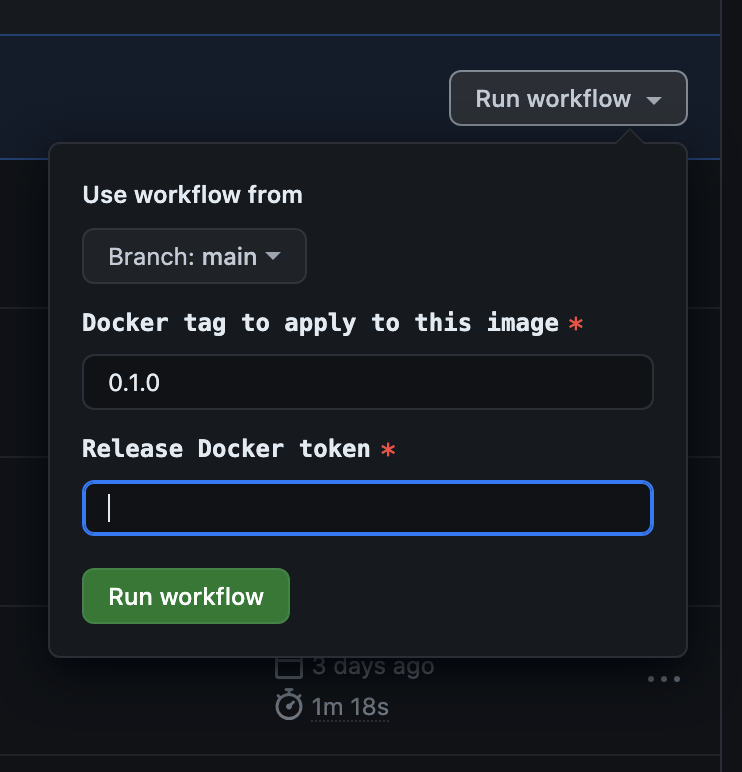 Run workflow
Use workflow from
Branch: main
Docker tag to apply to this image *
0.1.0
Release Docker token *
Run workflow
3 days ago
1m 18s